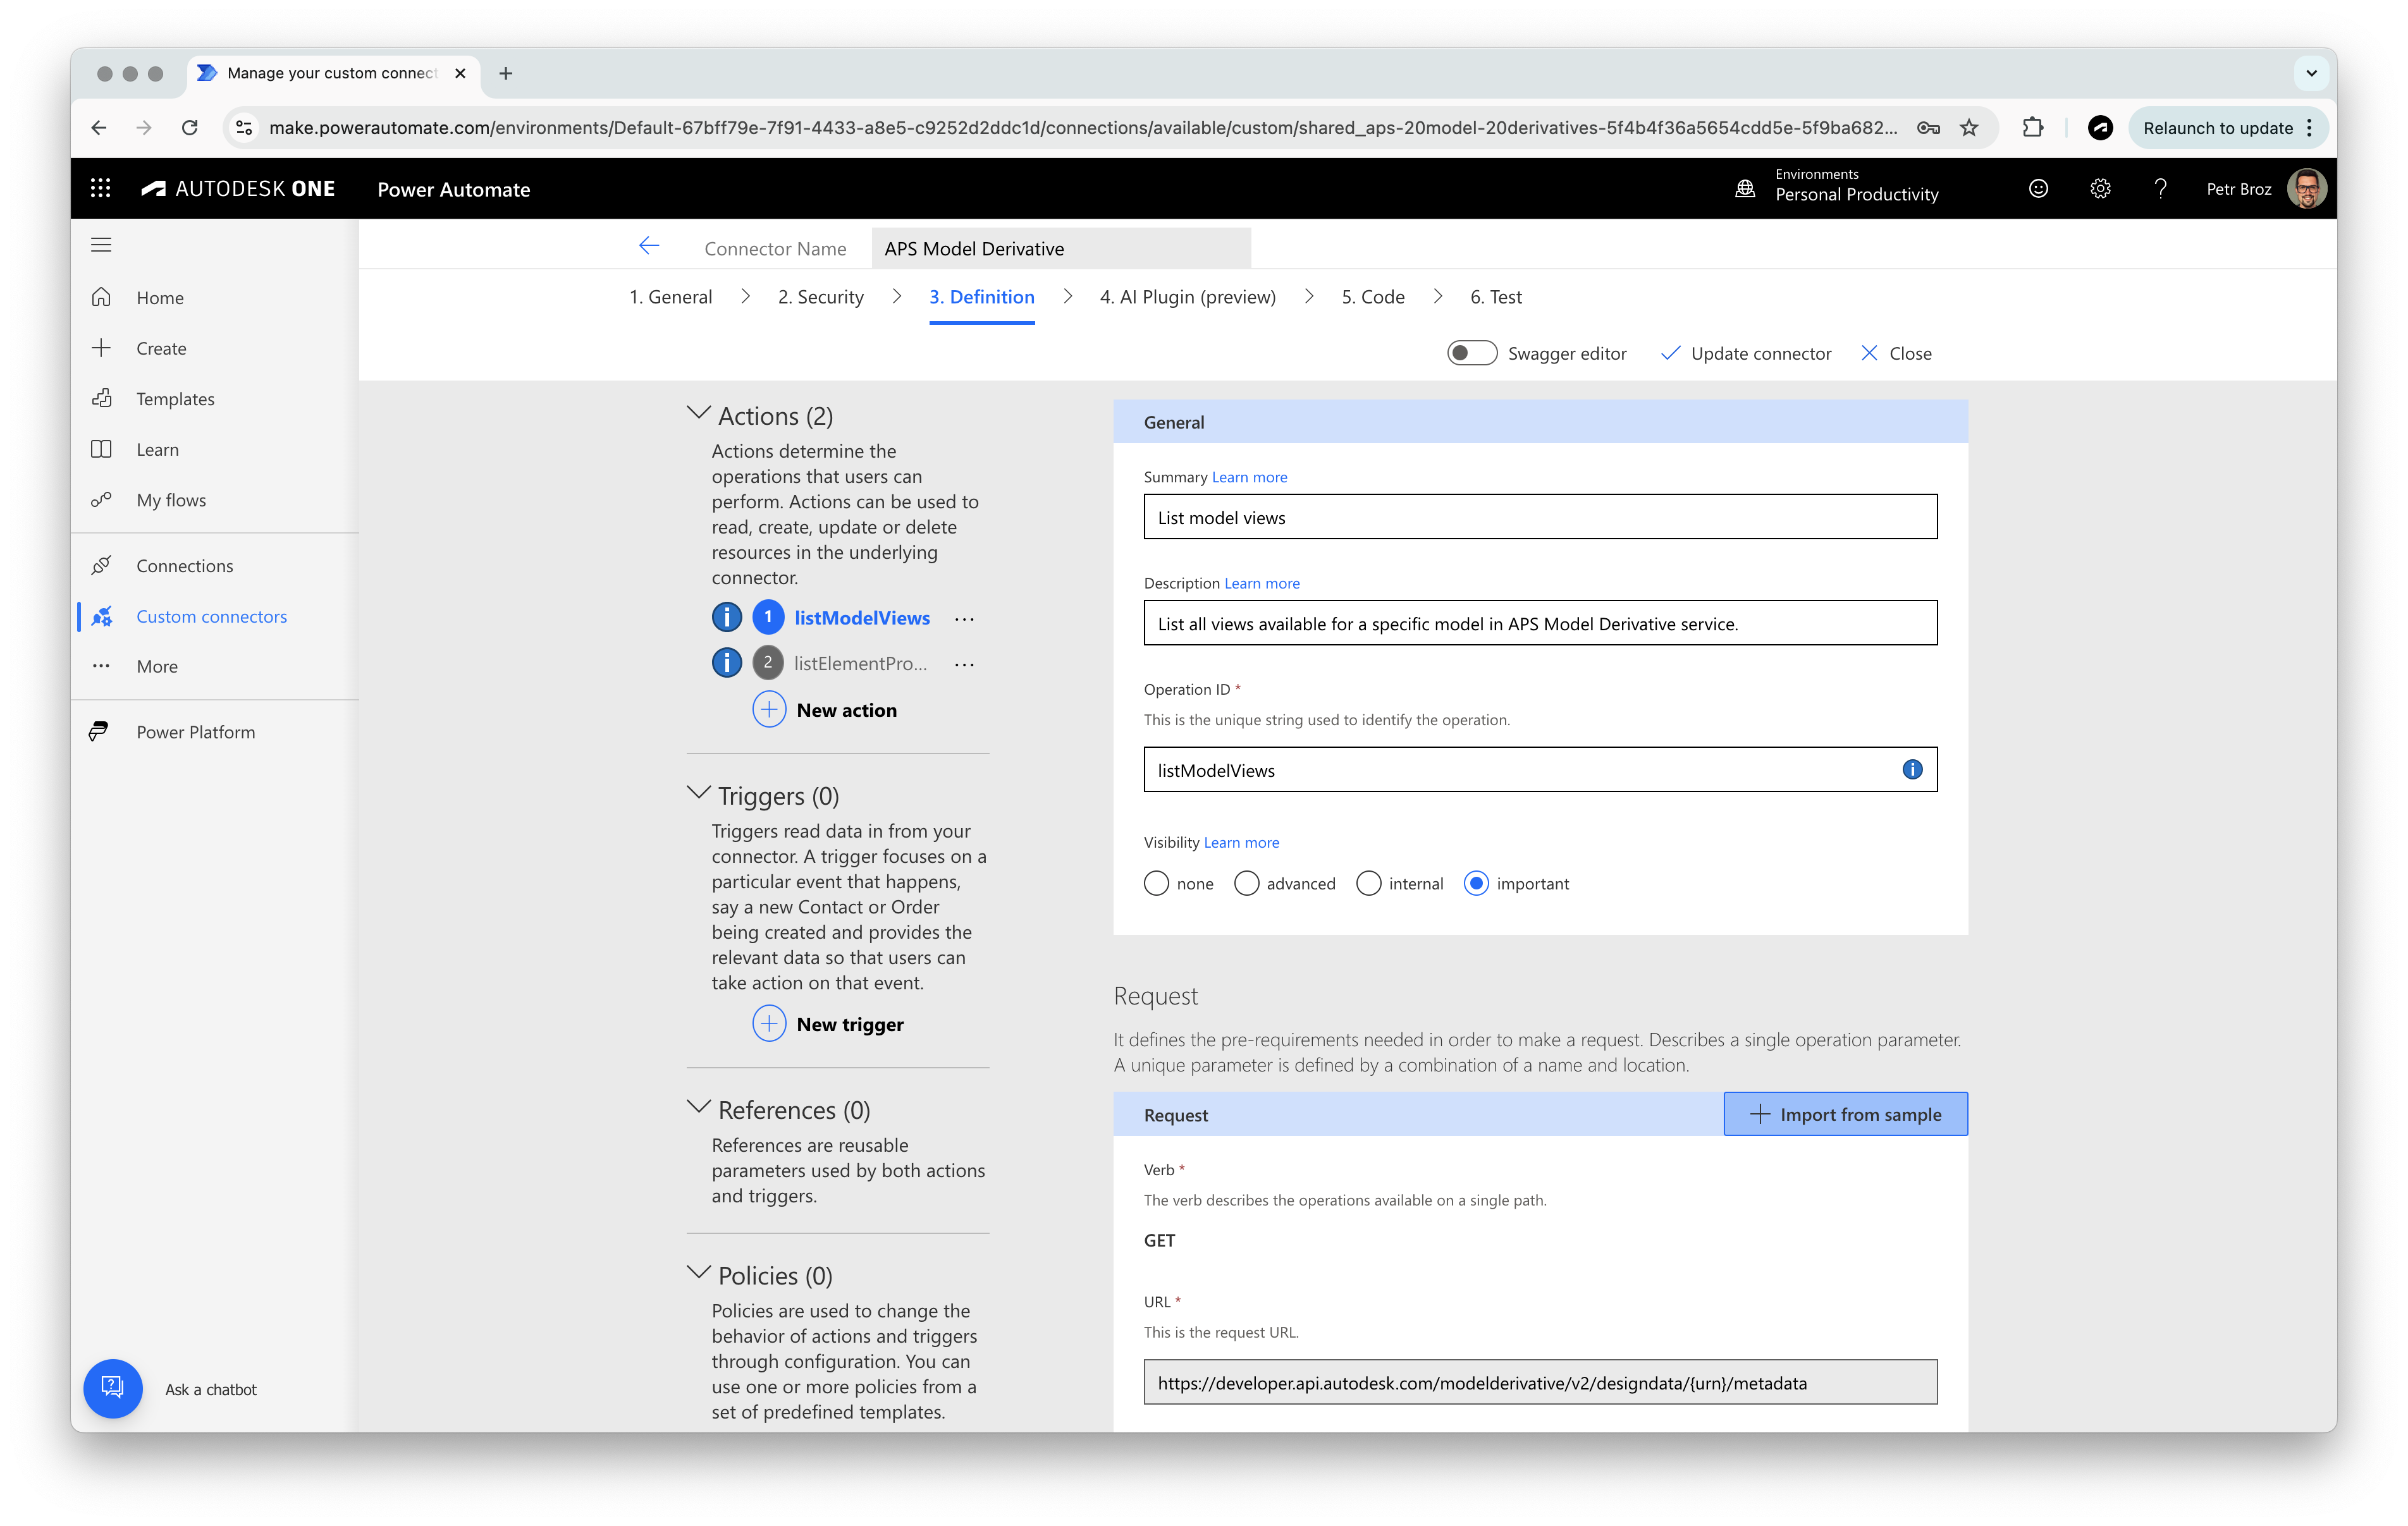 Manage your custom connect
make.powerautomate.com/environments/Default-67bff79e-7f91-4433-a8e5-c9252d2ddc1d/connections/available/custom/shared_aps-20model-20derivatives-5f4b4f36a5654cdd5e-5f9ba682...
Relaunch to update
AUTODESK ONE
Power Automate
Environments
Personal Productivity
Petr Broz
Home
Create
Templates
Learn
My flows
Connections
Custom connectors
More
Power Platform
Ask a chatbot
Connector Name
APS Model Derivative
1. General
2. Security
3. Definition
4. AI Plugin (preview)
5. Code
6. Test
Swagger editor
Update connector
Close
Actions (2)
Actions determine the
operations that users can
perform. Actions can be used to
read, create, update or delete
resources in the underlying
connector.
1 listModelViews ...
2 listElementPro... ...
New action
Triggers (0)
Triggers read data in from your
connector. A trigger focuses on a
particular event that happens,
say a new Contact or Order
being created and provides the
relevant data so that users can
take action on that event.
New trigger
References (0)
References are reusable
parameters used by both actions
and triggers.
Policies (0)
Policies are used to change the
behavior of actions and triggers
through configuration. You can
use one or more policies from a
set of predefined templates.
General
Summary Learn more
List model views
Description Learn more
List all views available for a specific model in APS Model Derivative service.
Operation ID *
This is the unique string used to identify the operation.
listModelViews
Visibility Learn more
none
advanced
internal
important
Request
It defines the pre-requirements needed in order to make a request. Describes a single operation parameter.
A unique parameter is defined by a combination of a name and location.
Request
Import from sample
Verb *
The verb describes the operations available on a single path.
GET
URL *
This is the request URL.
https://developer.api.autodesk.com/modelderivative/v2/designdata/{urn}/metadata